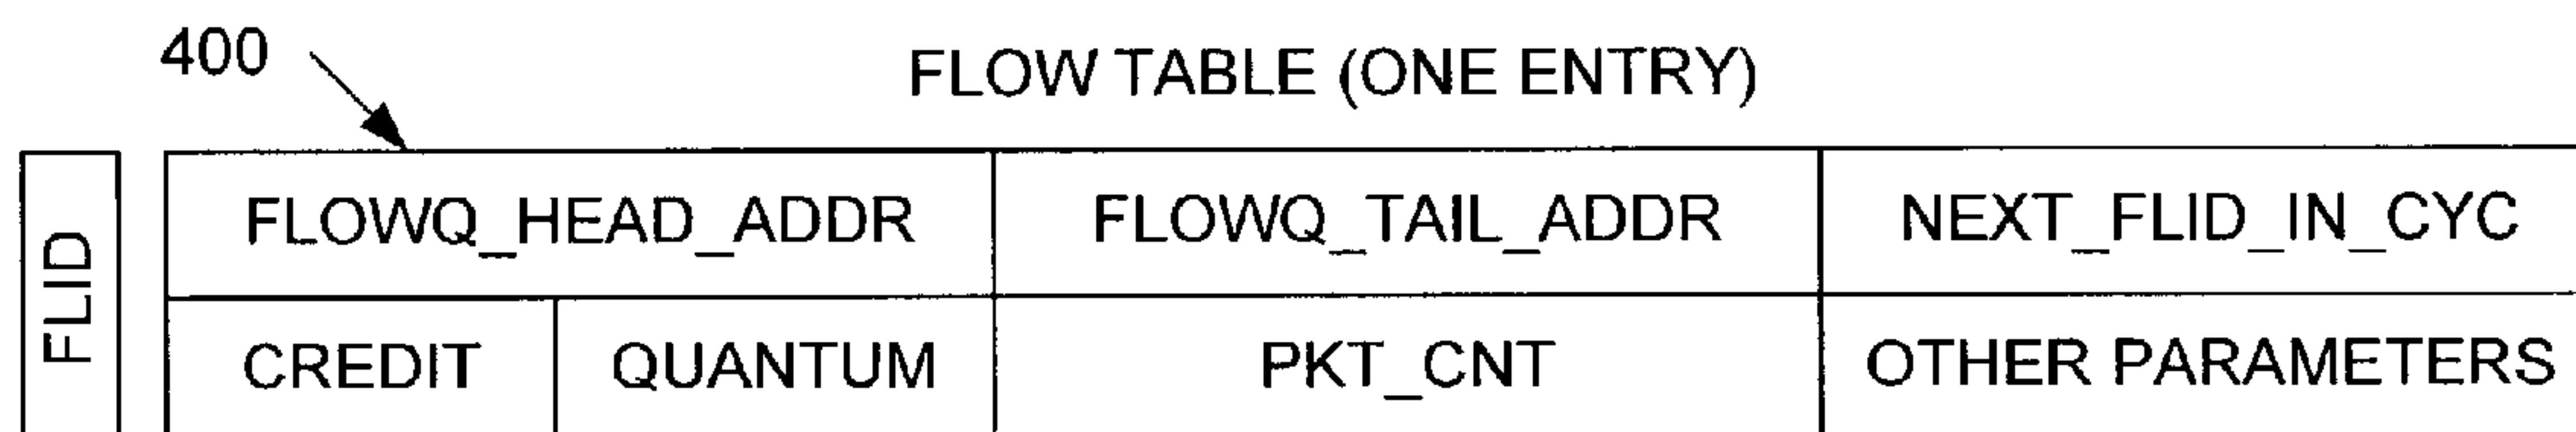 400
FLOW TABLE (ONE ENTRY)
FLID
FLOWQ_HEAD_ADDR FLOWQ_TAIL_ADDR NEXT_FLID_IN_CYC
CREDIT QUANTUM PKT_CNT OTHER PARAMETERS